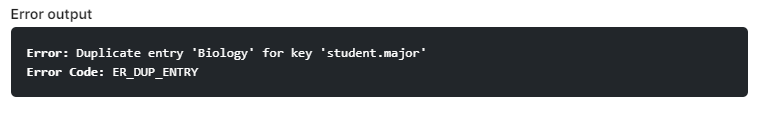 Error output
Error: Duplicate entry 'Biology' for key 'student.major'
Error Code: ER_DUP_ENTRY